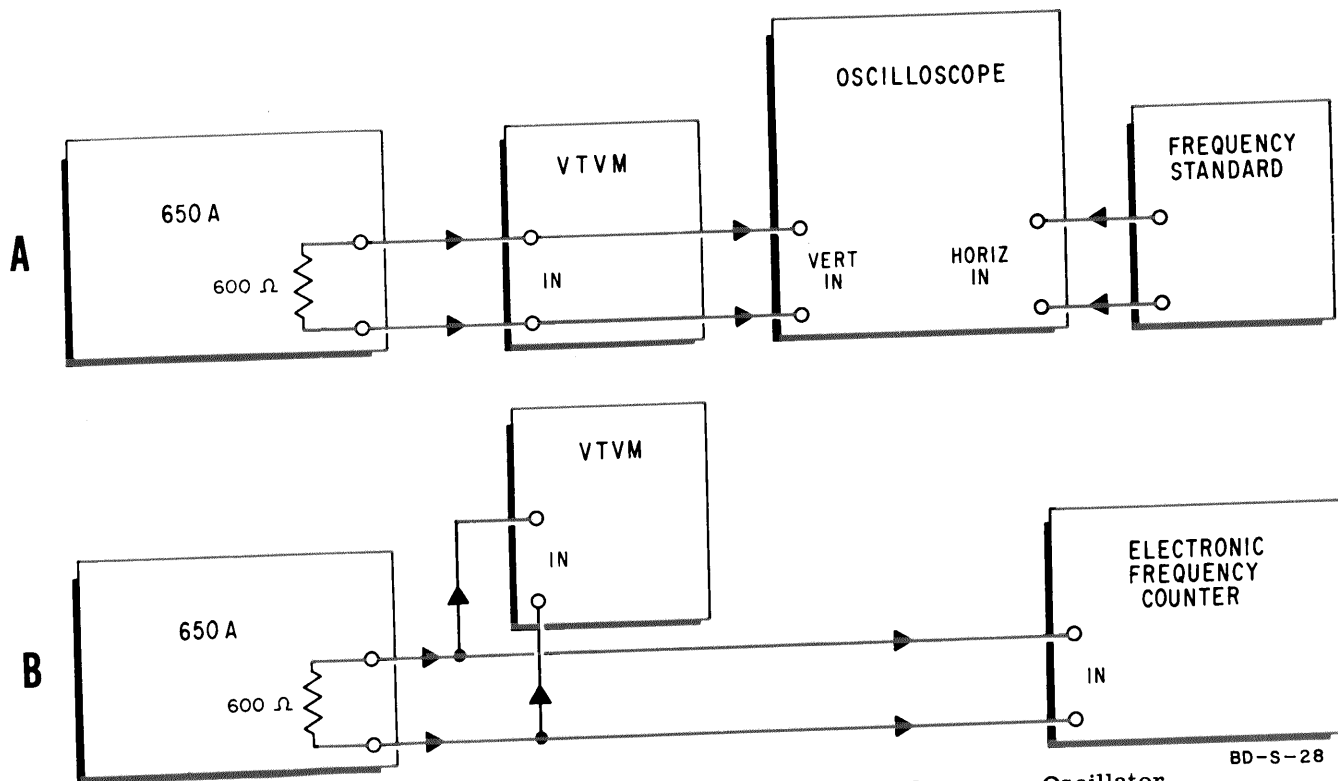 A
650 A
600 Ω
VTVM
IN
OSCILLOSCOPE
VERT
IN
HORIZ
IN
FREQUENCY
STANDARD
B
650 A
600 Ω
VTVM
IN
ELECTRONIC
FREQUENCY
COUNTER
IN
BD-S-28
Oscillator